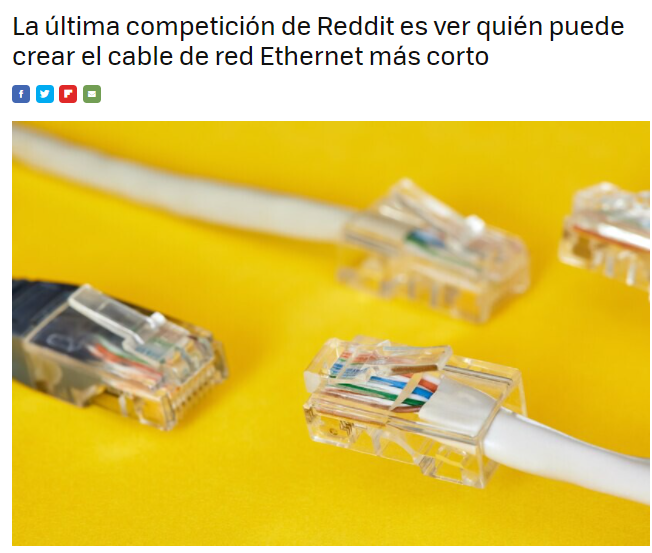 La última competición de Reddit es ver quién puede
crear el cable de red Ethernet más corto